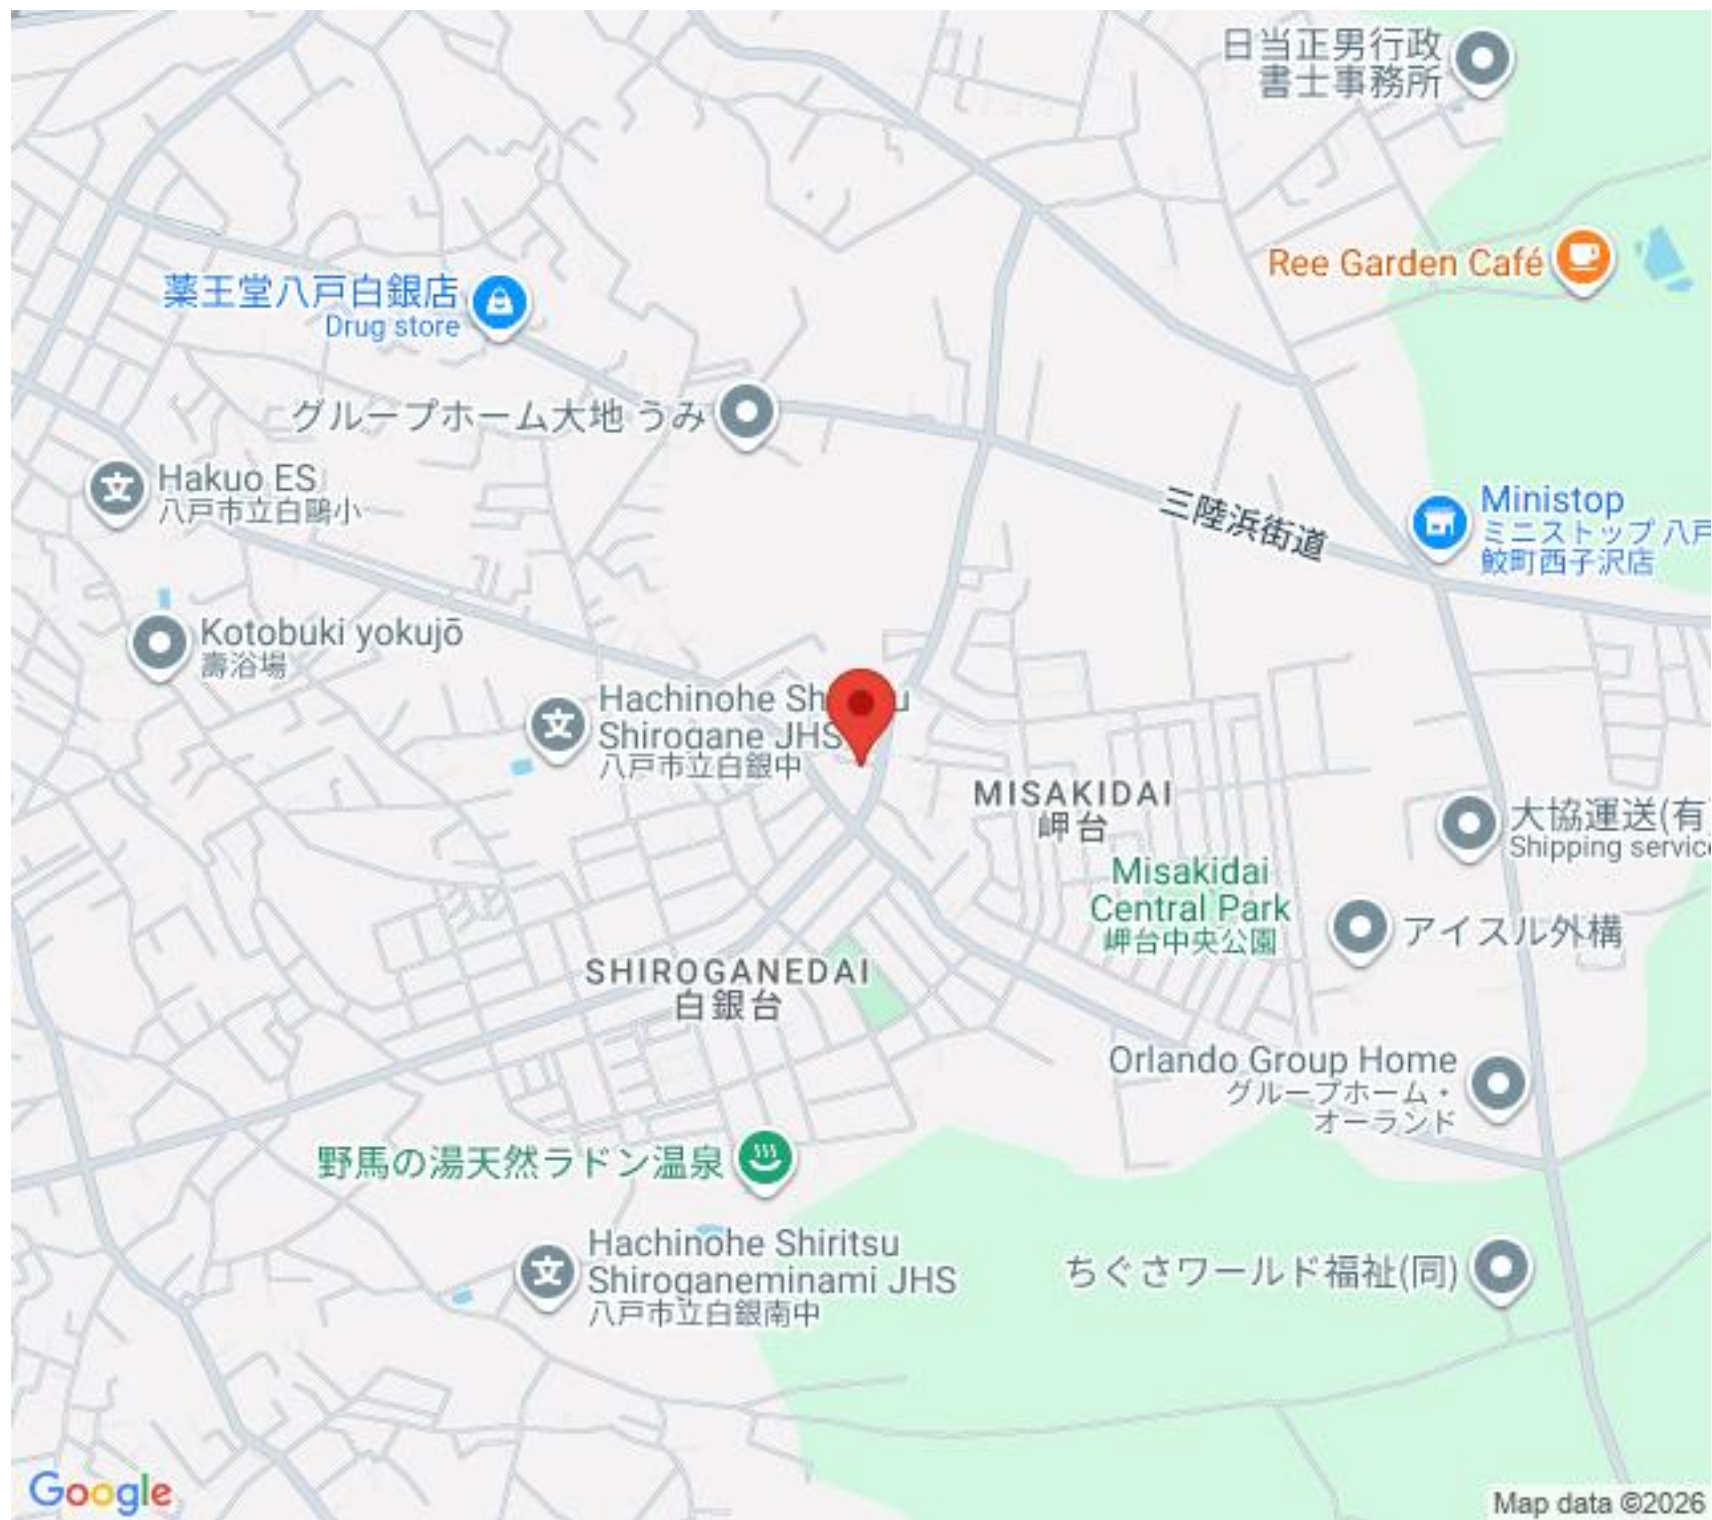 日当正男行政
書士事務所
Ree Garden Café
薬王堂八戸白銀店
Drug store
グループホーム大地 うみ
Hakuo ES
八戸市立白鷗小
三陸浜街道
Ministop
ミニストップ 八戸
鮫町西子沢店
Kotobuki yokujō
壽浴場
Hachinohe Sh u
Shirogane JHS
八戸市立白銀中
MISAKIDAI
岬台
大協運送(有)
Shipping service
Misakidai
Central Park
岬台中央公園
アイスル外構
SHIROGANEDAI
白銀台
Orlando Group Home
グループホーム・
オーランド
野馬の湯天然ラドン温泉
Hachinohe Shiritsu
Shiroganeminami JHS
八戸市立白銀南中
ちぐさワールド福祉(同)
Google
Map data ©2026